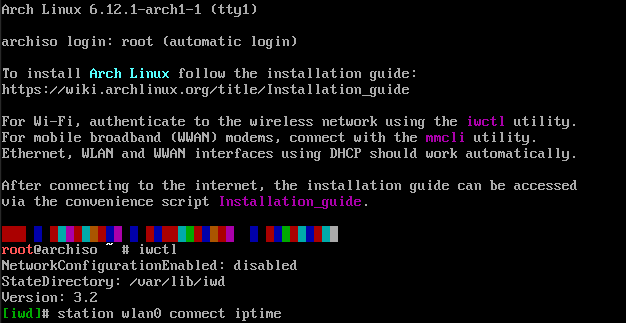 Arch Linux 6.12.1-arch1-1 (tty1)
archiso login: root (automatic login)
To install Arch Linux follow the installation guide:
https://wiki.archlinux.org/title/Installation_guide
For Wi-Fi, authenticate to the wireless network using the iwctl utility.
For mobile broadband (WWAN) modems, connect with the mmcli utility.
Ethernet, WLAN and WWAN interfaces using DHCP should work automatically.
After connecting to the internet, the installation guide can be accessed
via the convenience script Installation_guide.
root@archiso ~ # iwctl
NetworkConfigurationEnabled: disabled
StateDirectory: /var/lib/iwd
Version: 3.2
[iwd]# station wlan0 connect iptime